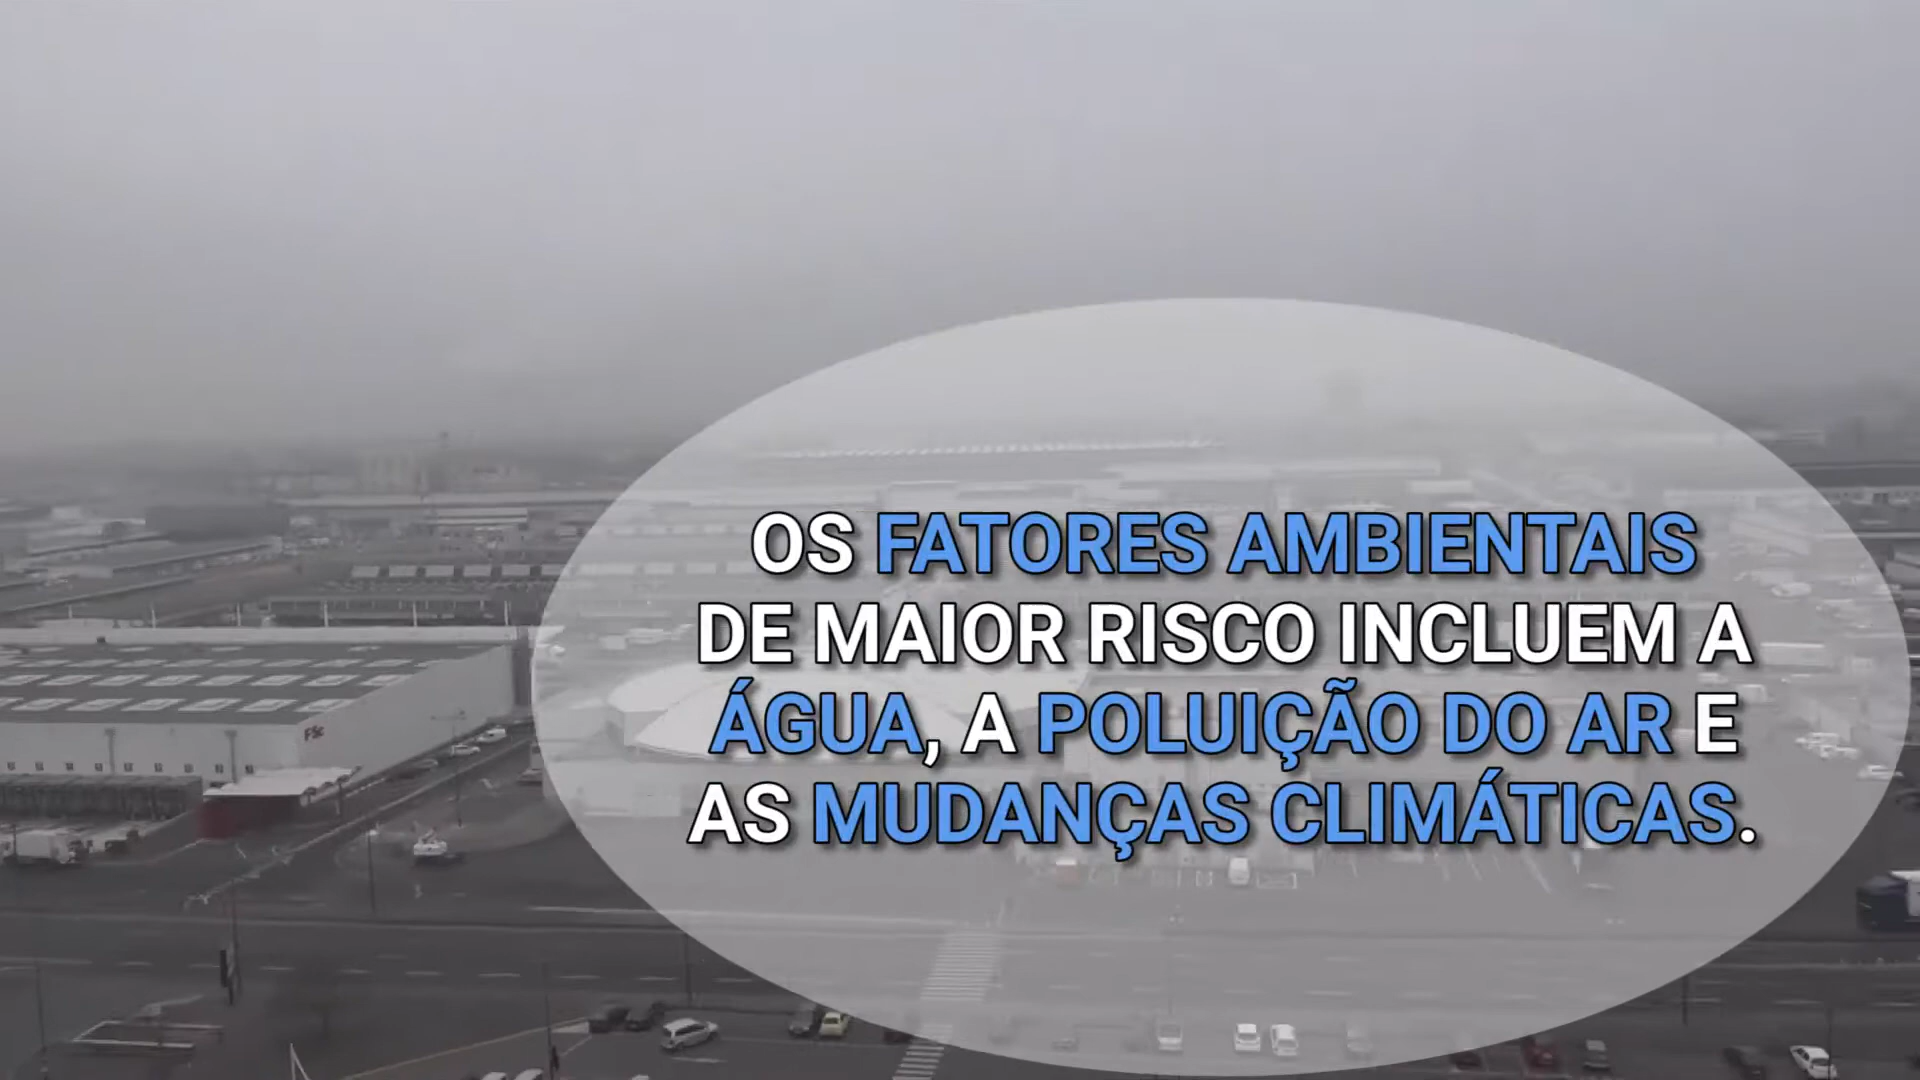 OS FATORES AMBIENTAIS
DE MAIOR RISCO INCLUEM A
ÁGUA, A POLUIÇÃO DO AR E
AS MUDANÇAS CLIMÁTICAS.